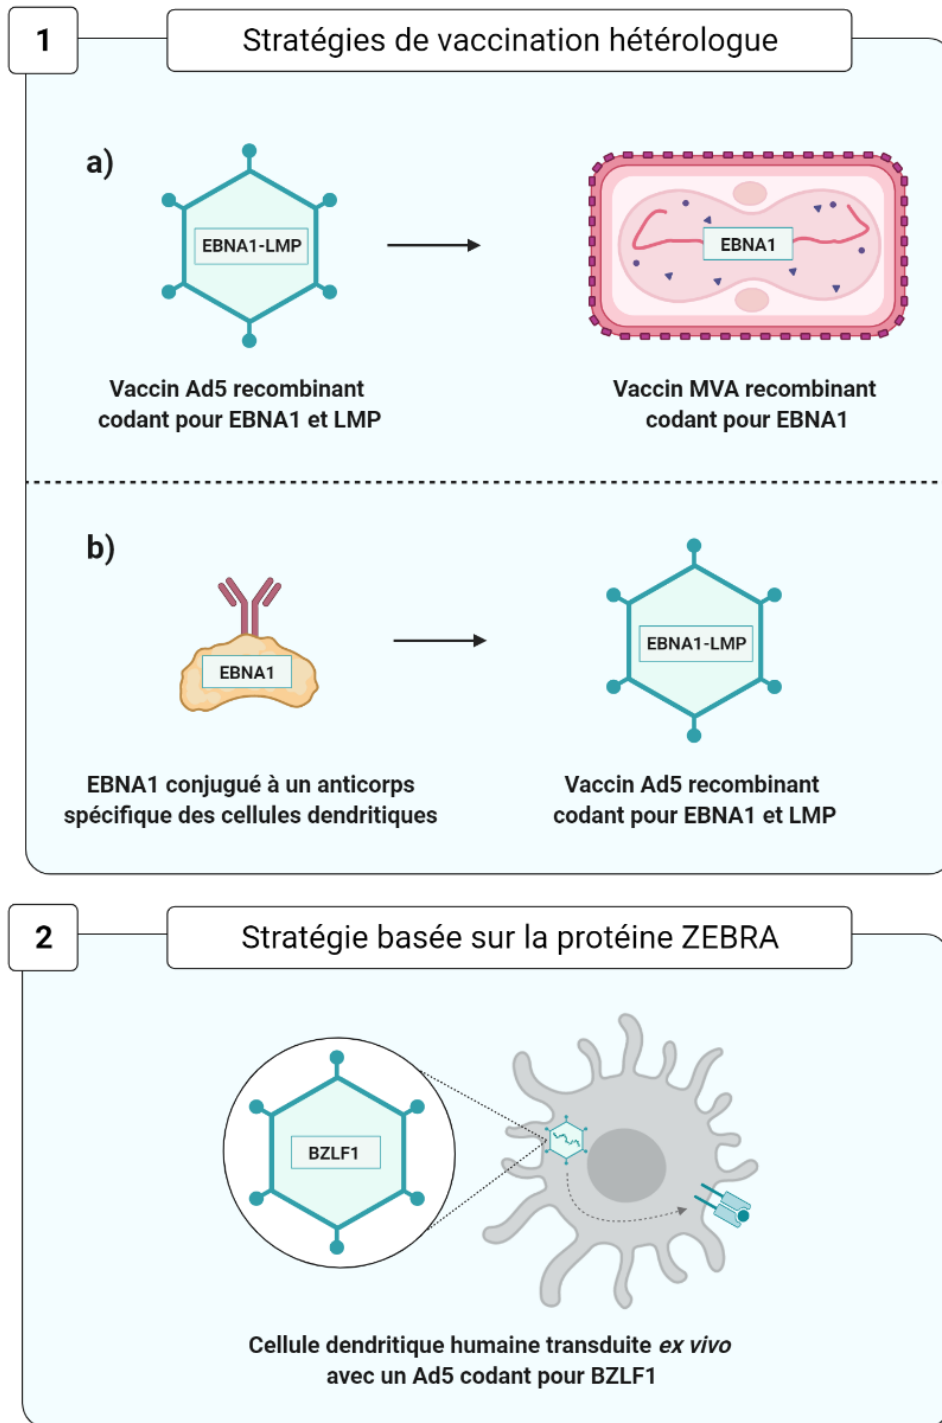 1
Stratégies de vaccination hétérologue
a)
EBNA1-LMP
EBNA1
Vaccin Ad5 recombinant
codant pour EBNA1 et LMP
Vaccin MVA recombinant
codant pour EBNA1
b)
EBNA1
EBNA1-LMP
EBNA1 conjugué à un anticorps
spécifique des cellules dendritiques
Vaccin Ad5 recombinant
codant pour EBNA1 et LMP
2
Stratégie basée sur la protéine ZEBRA
BZLF1
Cellule dendritique humaine transduite ex vivo
avec un Ad5 codant pour BZLF1